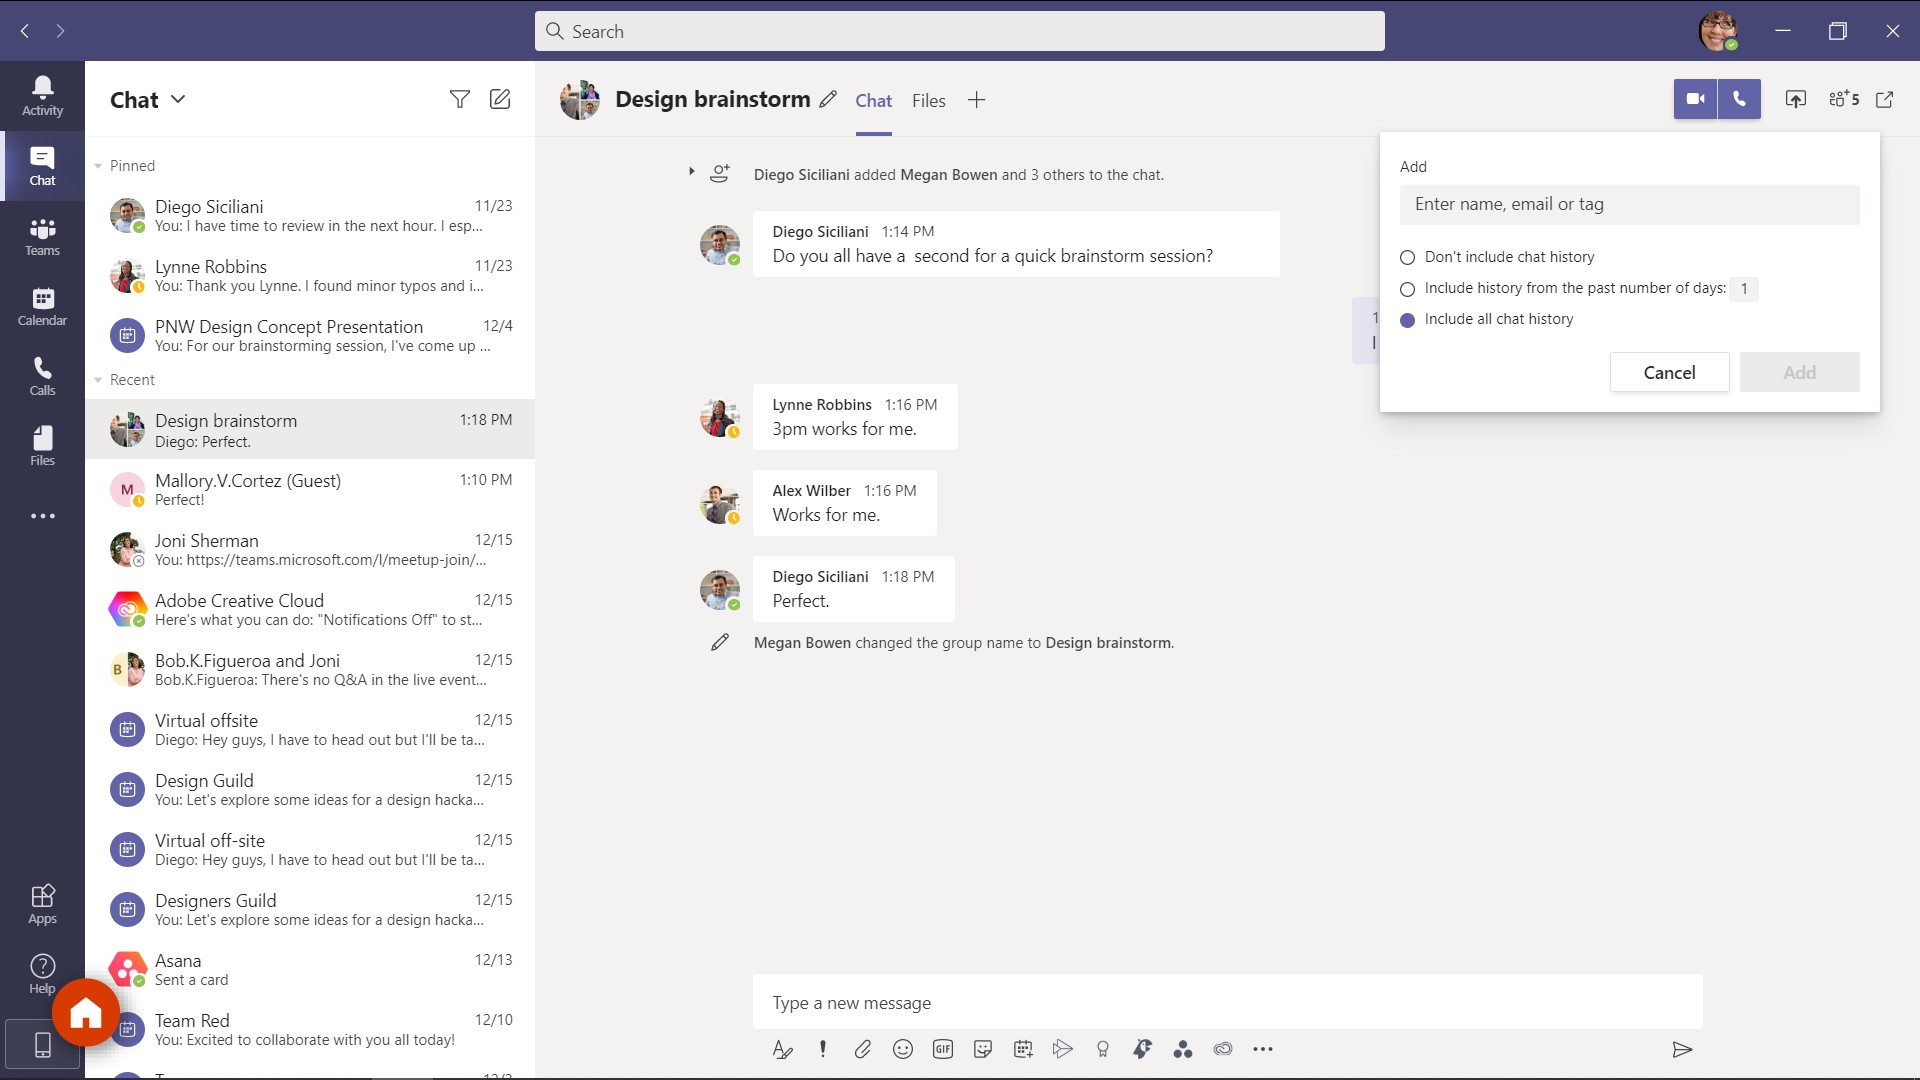 Search
Activity
Chat
Teams
Calendar
Calls
Files
Apps
Help
Chat
Pinned
Diego Siciliani 11/23
You: I have time to review in the next hour. I esp...
Lynne Robbins 11/23
You: Thank you Lynne. I found minor typos and i...
PNW Design Concept Presentation 12/4
You: For our brainstorming session, I've come up ...
Recent
Design brainstorm 1:18 PM
Diego: Perfect.
M
Mallory.V.Cortez (Guest) 1:10 PM
Perfect!
Joni Sherman 12/15
You: https://teams.microsoft.com/l/meetup-join/...
Adobe Creative Cloud 12/15
Here's what you can do: "Notifications Off" to st...
B
Bob.K.Figueroa and Joni 12/15
Bob.K.Figueroa: There's no Q&A in the live event...
Virtual offsite 12/15
Diego: Hey guys, I have to head out but I'll be ta...
Design Guild 12/15
You: Let's explore some ideas for a design hacka...
Virtual off-site 12/15
Diego: Hey guys, I have to head out but I'll be ta...
Designers Guild 12/15
You: Let's explore some ideas for a design hacka...
Asana 12/13
Sent a card
Team Red 12/10
You: Excited to collaborate with you all today!
Design brainstorm Chat Files
5
Diego Siciliani added Megan Bowen and 3 others to the chat.
Diego Siciliani 1:14 PM
Do you all have a second for a quick brainstorm session?
1
I
Lynne Robbins 1:16 PM
3pm works for me.
Alex Wilber 1:16 PM
Works for me.
Diego Siciliani 1:18 PM
Perfect.
Megan Bowen changed the group name to Design brainstorm.
Add
Enter name, email or tag
Don't include chat history
Include history from the past number of days: 1
Include all chat history
Cancel Add
Type a new message
GIF